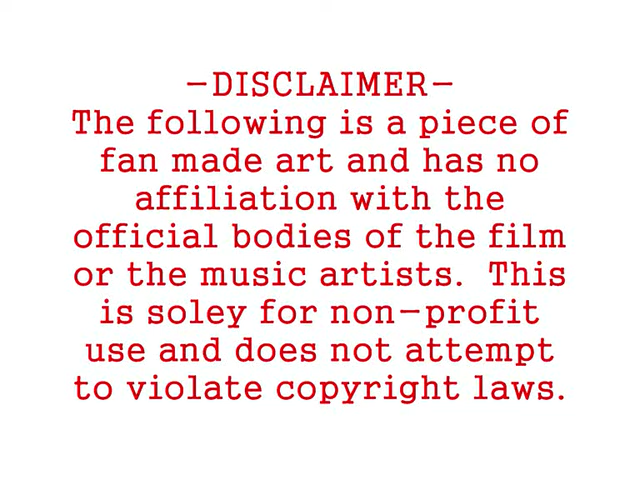 -DISCLAIMER-
The following is a piece of
fan made art and has no
affiliation with the
official bodies of the film
or the music artists.  This
is soley for non-profit
use and does not attempt
to violate copyright laws.